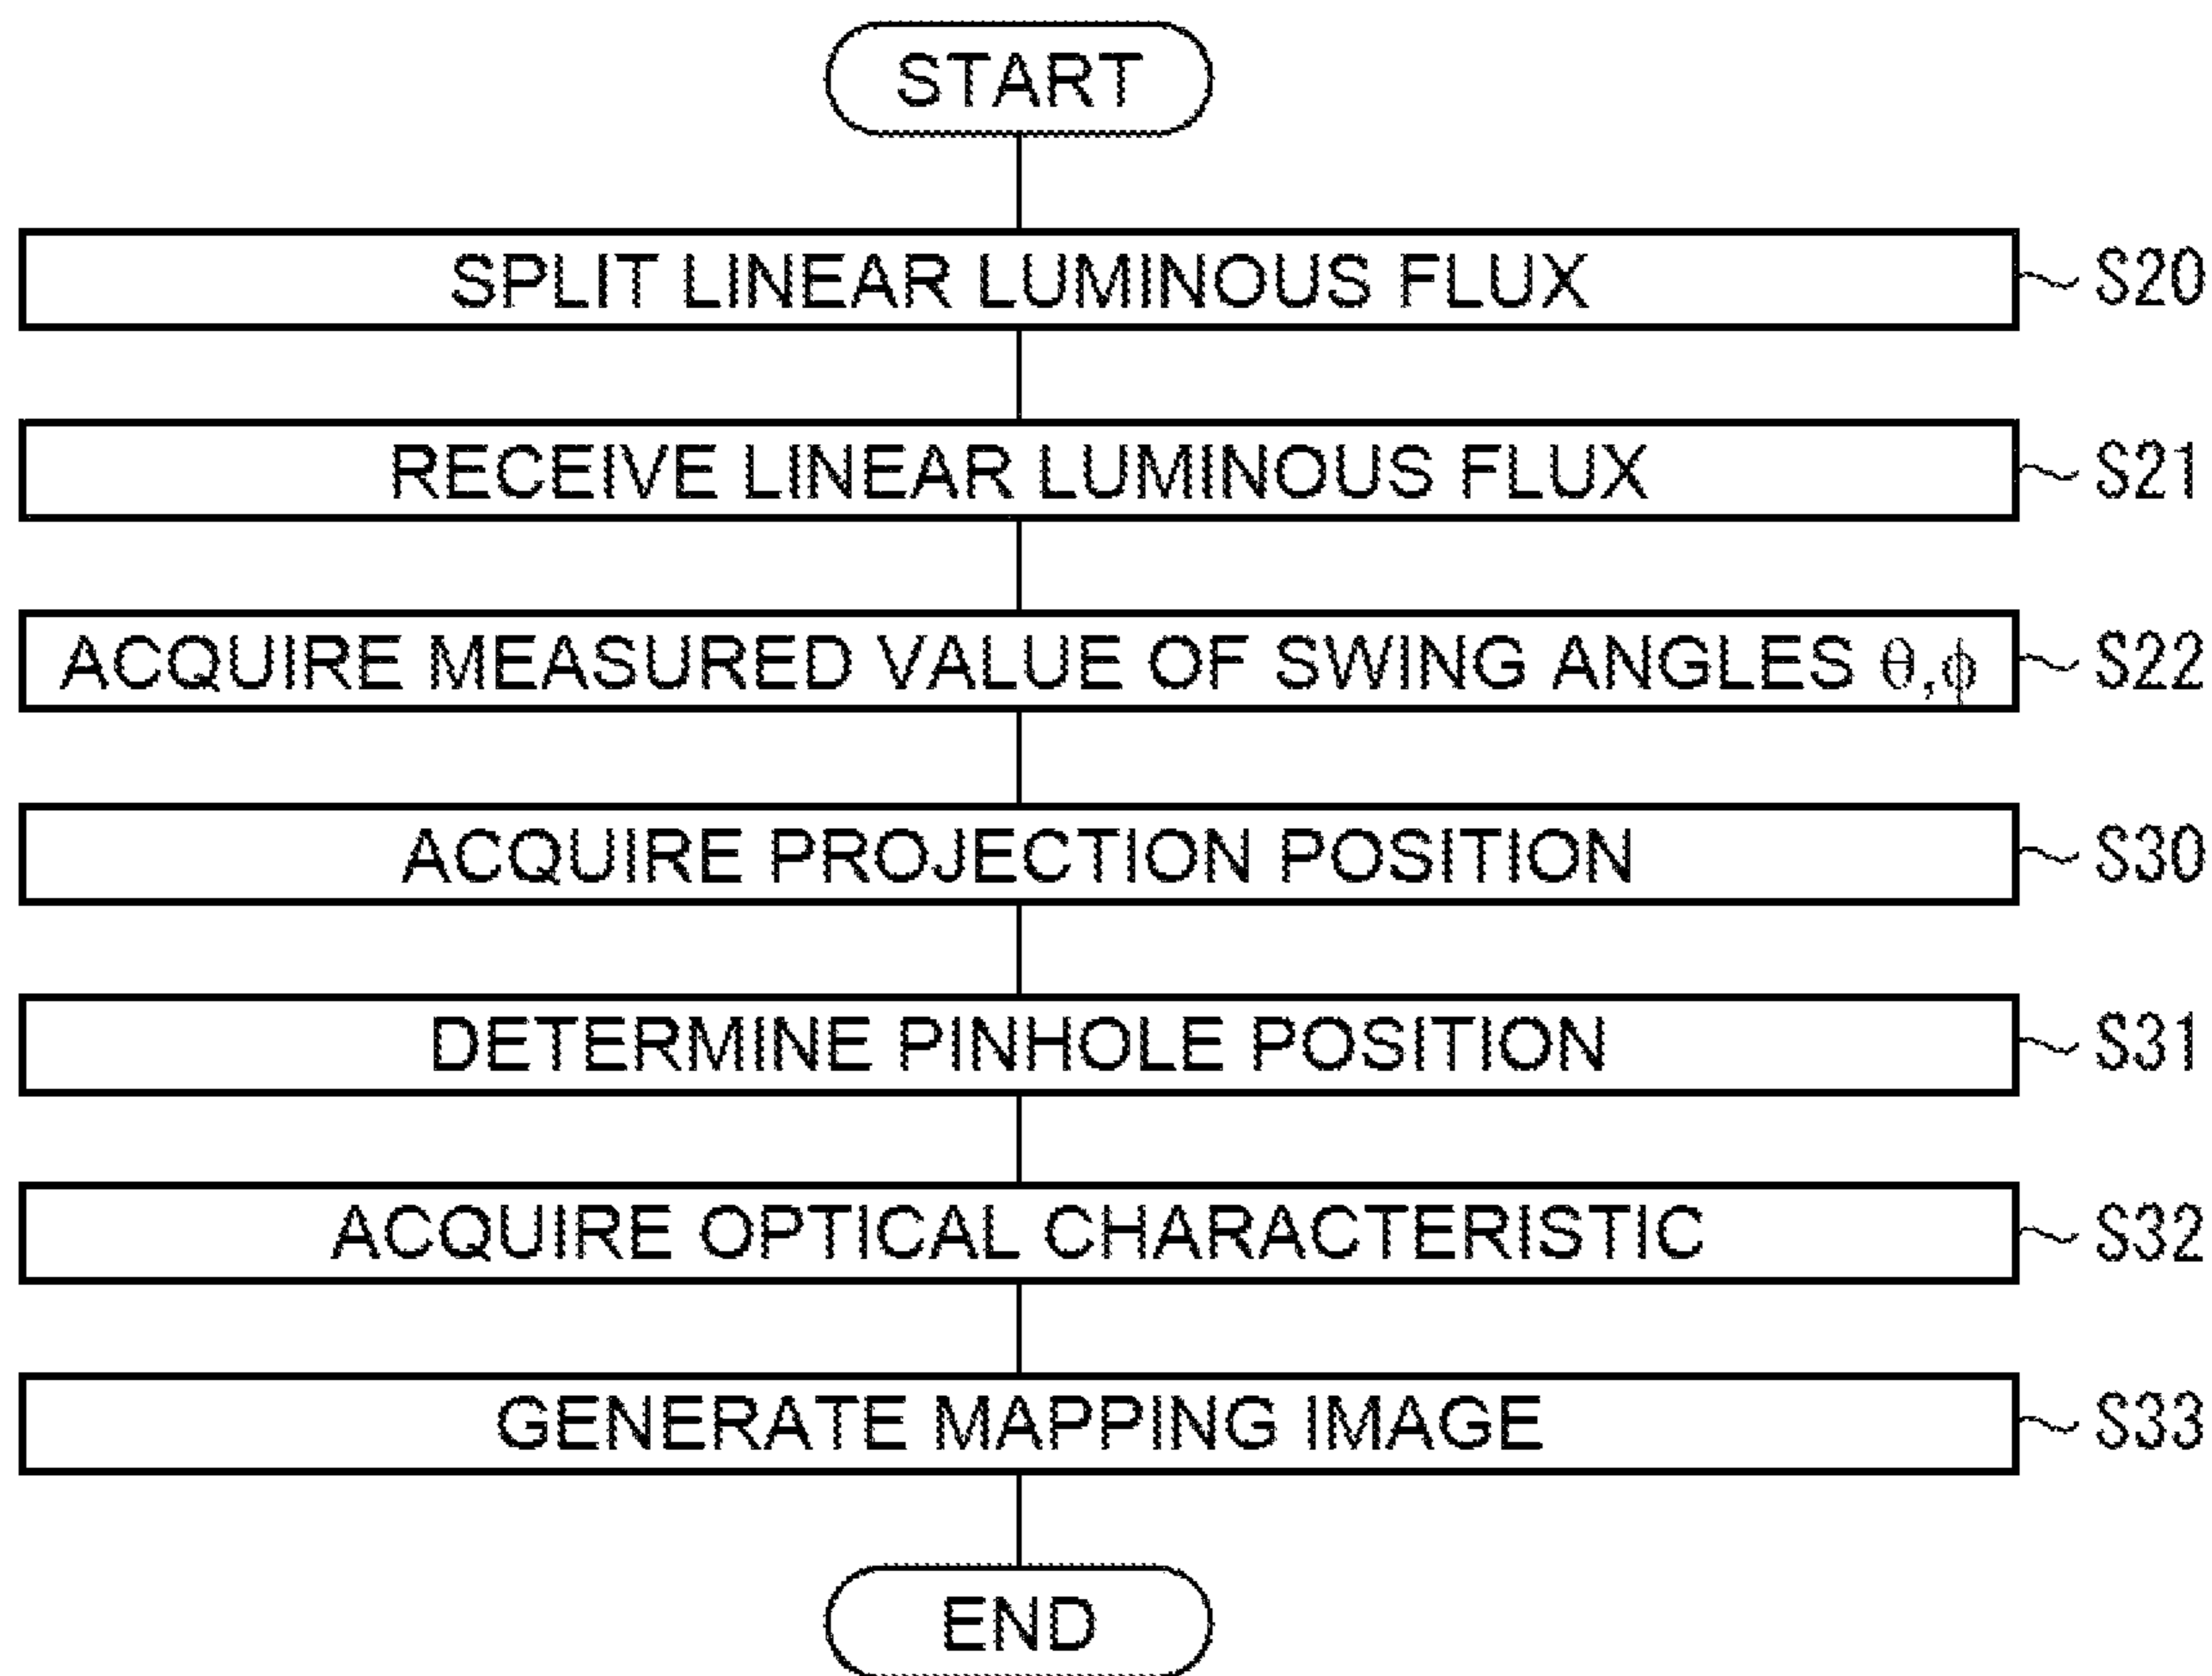 START
SPLIT LINEAR LUMINOUS FLUX S20
RECEIVE LINEAR LUMINOUS FLUX S21
ACQUIRE MEASURED VALUE OF SWING ANGLES θ,ϕ S22
ACQUIRE PROJECTION POSITION S30
DETERMINE PINHOLE POSITION S31
ACQUIRE OPTICAL CHARACTERISTIC S32
GENERATE MAPPING IMAGE S33
END